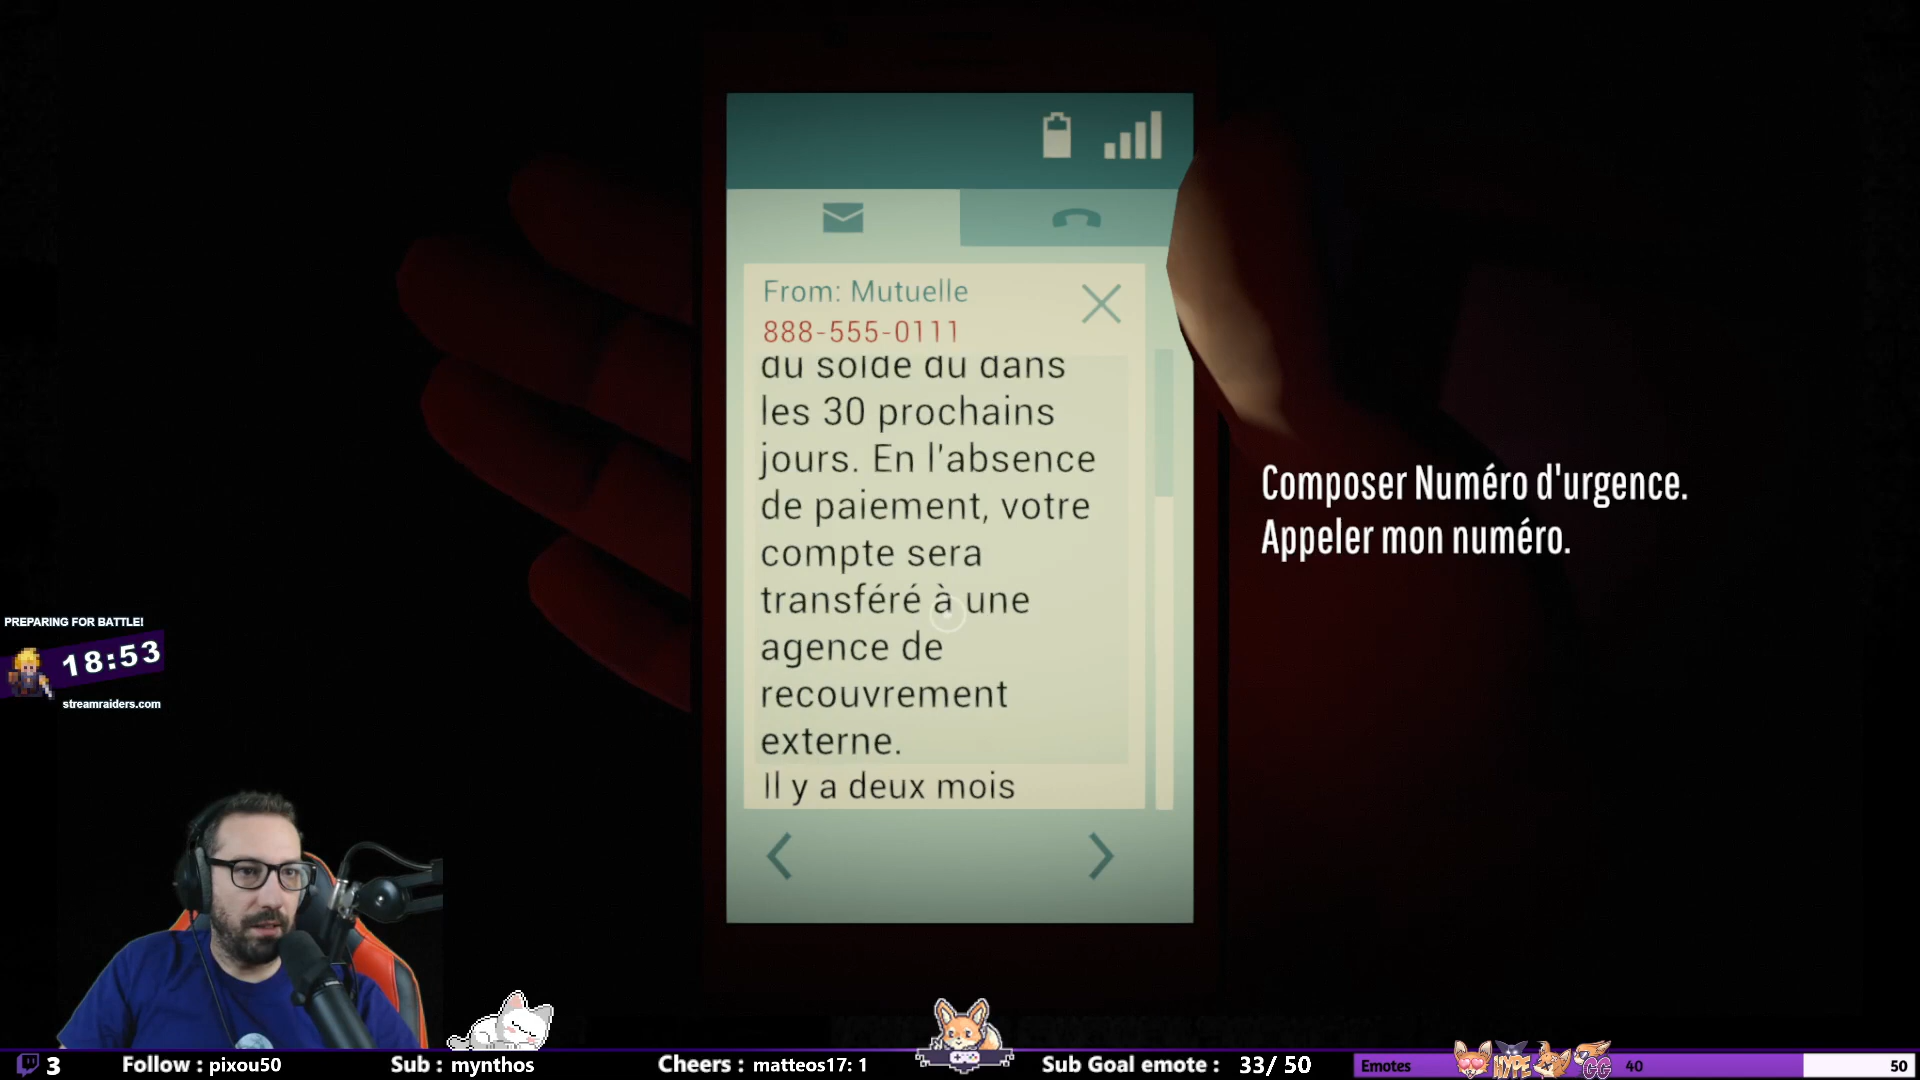 From: Mutuelle
888-555-0111
du solde du dans
les 30 prochains
jours. En l'absence
de paiement, votre
compte sera
transféré à une
agence de
recouvrement
externe.
Il y a deux mois
Composer Numéro d'urgence.
Appeler mon numéro.
PREPARING FOR BATTLE!
18:53
streamraiders.com
3
Follow : pixou50
Sub : mynthos
Cheers : matteos17: 1
Sub Goal emote : 33/ 50
Emotes
HYPE
GG
40
50